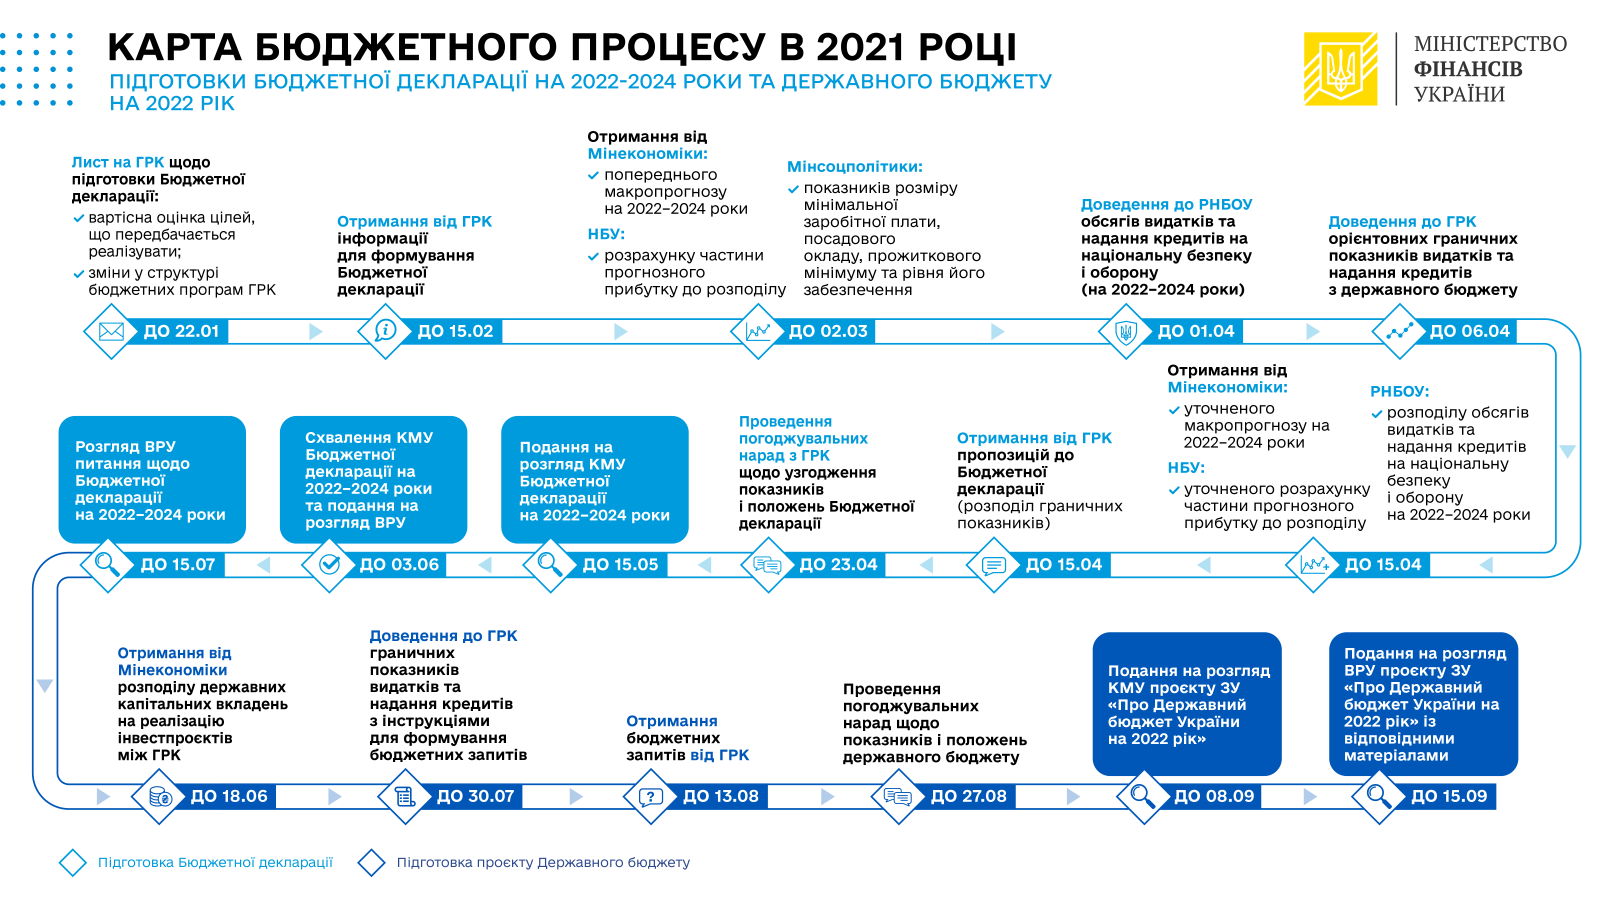 КАРТА БЮДЖЕТНОГО ПРОЦЕСУ В 2021 РОЦІ
ПІДГОТОВКИ БЮДЖЕТНОЇ ДЕКЛАРАЦІЇ НА 2022-2024 РОКИ ТА ДЕРЖАВНОГО БЮДЖЕТУ
НА 2022 РІК
МІНІСТЕРСТВО
ФІНАНСІВ
УКРАЇНИ
Лист на ГРК щодо
підготовки Бюджетної
декларації:
вартісна оцінка цілей,
що передбачається
реалізувати;
зміни у структурі
бюджетних програм ГРК
ДО 22.01
Отримання від ГРК
інформації
для формування
Бюджетної
декларації
ДО 15.02
Отримання від
Мінекономіки:
попереднього
макропрогнозу
на 2022–2024 роки
НБУ:
розрахунку частини
прогнозного
прибутку до розподілу
Мінсоцполітики:
показників розміру
мінімальної
заробітної плати,
посадового
окладу, прожиткового
мінімуму та рівня його
забезпечення
ДО 02.03
Доведення до РНБОУ
обсягів видатків та
надання кредитів на
національну безпеку
і оборону
(на 2022–2024 роки)
ДО 01.04
Доведення до ГРК
орієнтовних граничних
показників видатків та
надання кредитів
з державного бюджету
ДО 06.04
Розгляд ВРУ
питання щодо
Бюджетної
декларації
на 2022–2024 роки
ДО 15.07
Схвалення КМУ
Бюджетної
декларації на
2022–2024 роки
та подання на
розгляд ВРУ
ДО 03.06
Подання на
розгляд КМУ
Бюджетної
декларації
на 2022–2024 роки
ДО 15.05
Проведення
погоджувальних
нарад з ГРК
щодо узгодження
показників
і положень Бюджетної
декларації
ДО 23.04
Отримання від ГРК
пропозицій до
Бюджетної
декларації
(розподіл граничних
показників)
ДО 15.04
Отримання від
Мінекономіки:
уточненого
макропрогнозу на
2022–2024 роки
НБУ:
уточненого розрахунку
частини прогнозного
прибутку до розподілу
РНБОУ:
розподілу обсягів
видатків та
надання кредитів
на національну
безпеку
і оборону
на 2022–2024 роки
ДО 15.04
Отримання від
Мінекономіки
розподілу державних
капітальних вкладень
на реалізацію
інвестпроєктів
між ГРК
ДО 18.06
Доведення до ГРК
граничних
показників
видатків та
надання кредитів
з інструкціями
для формування
бюджетних запитів
ДО 30.07
Отримання
бюджетних
запитів від ГРК
ДО 13.08
Проведення
погоджувальних
нарад щодо
показників і положень
державного бюджету
ДО 27.08
Подання на розгляд
КМУ проєкту ЗУ
«Про Державний
бюджет України
на 2022 рік»
ДО 08.09
Подання на розгляд
ВРУ проєкту ЗУ
«Про Державний
бюджет України на
2022 рік» із
відповідними
матеріалами
ДО 15.09
Підготовка Бюджетної декларації
Підготовка проєкту Державного бюджету